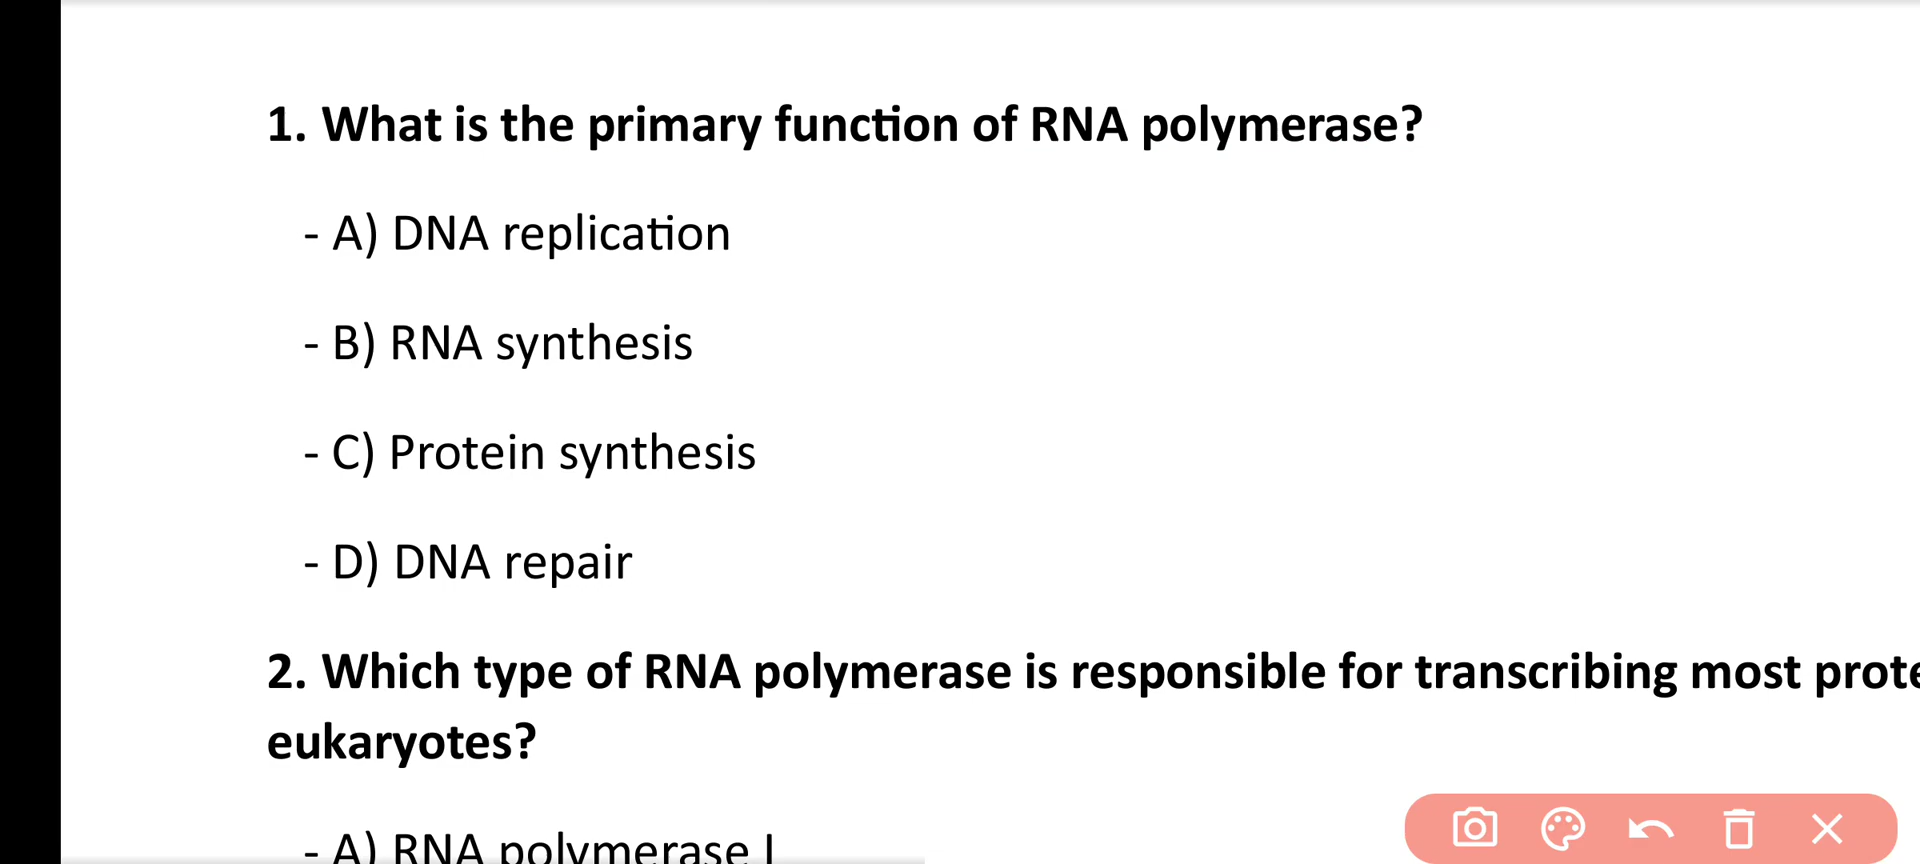 1. What is the primary function of RNA polymerase?
- A) DNA replication
- B) RNA synthesis
- C) Protein synthesis
- D) DNA repair
2. Which type of RNA polymerase is responsible for transcribing most
eukaryotes?
- A) RNA polymerase I